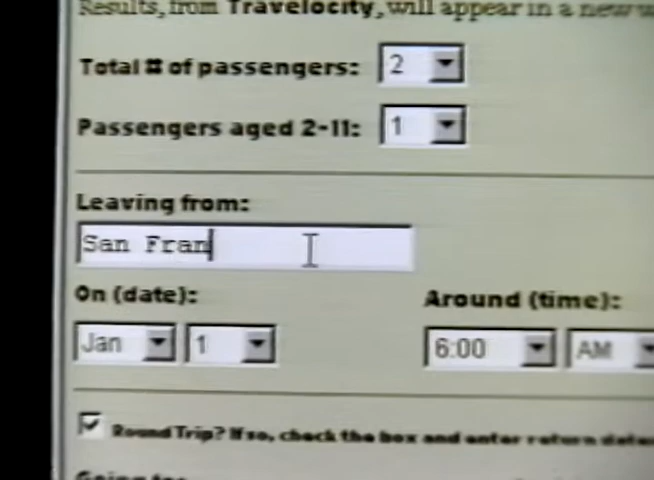 Results, from Travelocity, will appear in a new
Total # of passengers: 2
Passengers aged 2-11: 1
Leaving from:
San Fran
On (date): Around (time):
Jan 1 6:00 AM
Round Trip? If so, check the box and enter return
Going to: